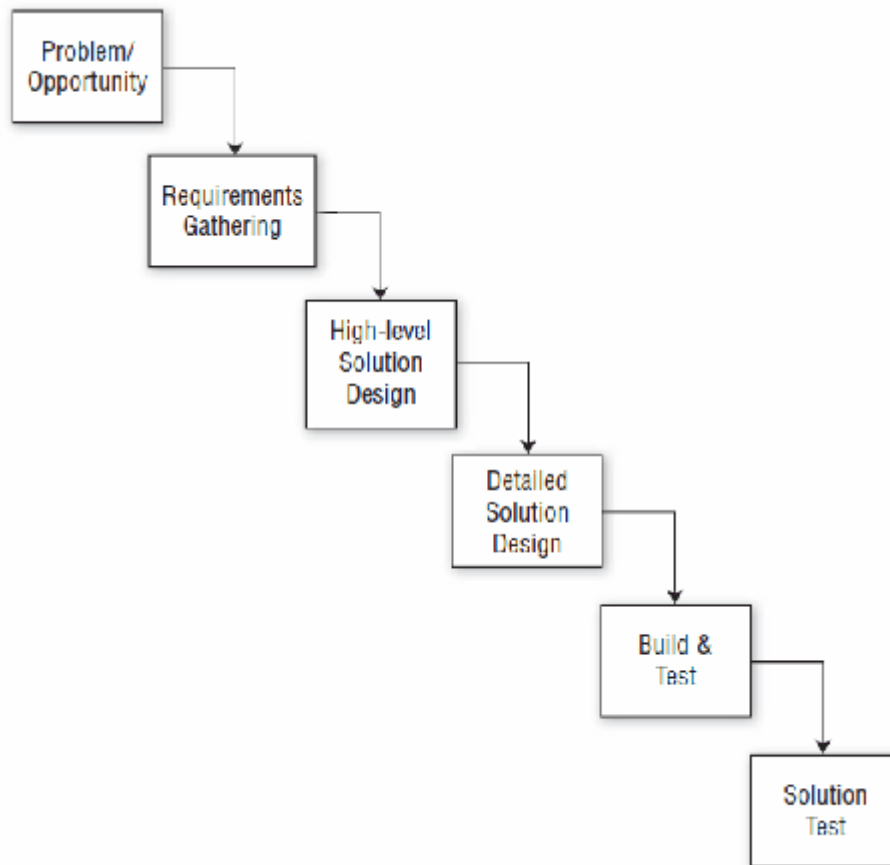 Problem/
Opportunity
Requirements
Gathering
High-level
Solution
Design
Detailed
Solution
Design
Build &
Test
Solution
Test